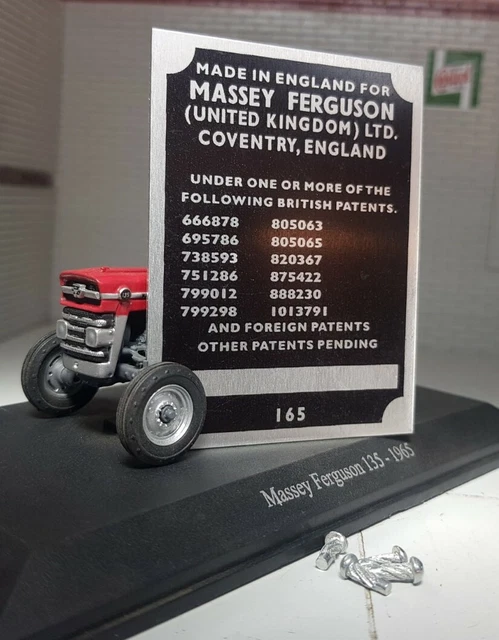 MADE IN ENGLAND FOR
MASSEY FERGUSON
(UNITED KINGDOM) LTD.
COVENTRY, ENGLAND
UNDER ONE OR MORE OF THE
FOLLOWING BRITISH PATENTS.
666878 805063
695786 805065
738593 820367
751286 875422
799012 888230
799298 1013791
AND FOREIGN PATENTS
OTHER PATENTS PENDING
165
Massey Ferguson 135 - 1965